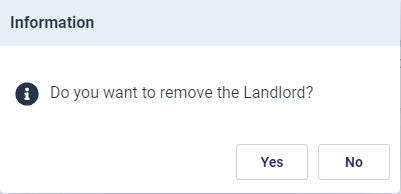 Information
Do you want to remove the Landlord?
Yes
No